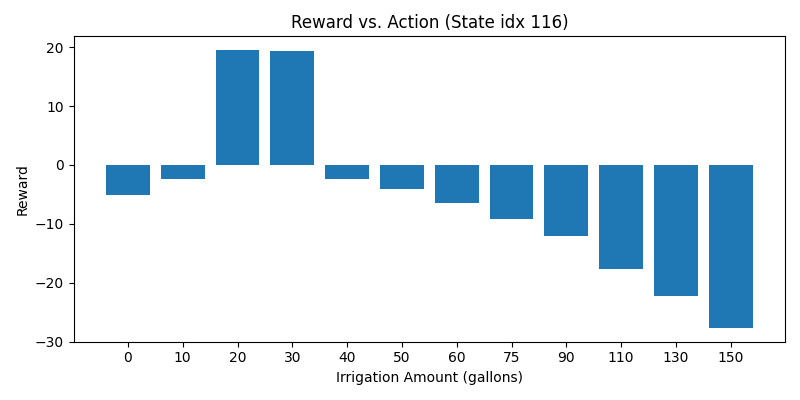 Reward vs. Action (State idx 116)
20
10
0
−10
−20
−30
Reward
0 10 20 30 40 50 60 75 90 110 130 150
Irrigation Amount (gallons)